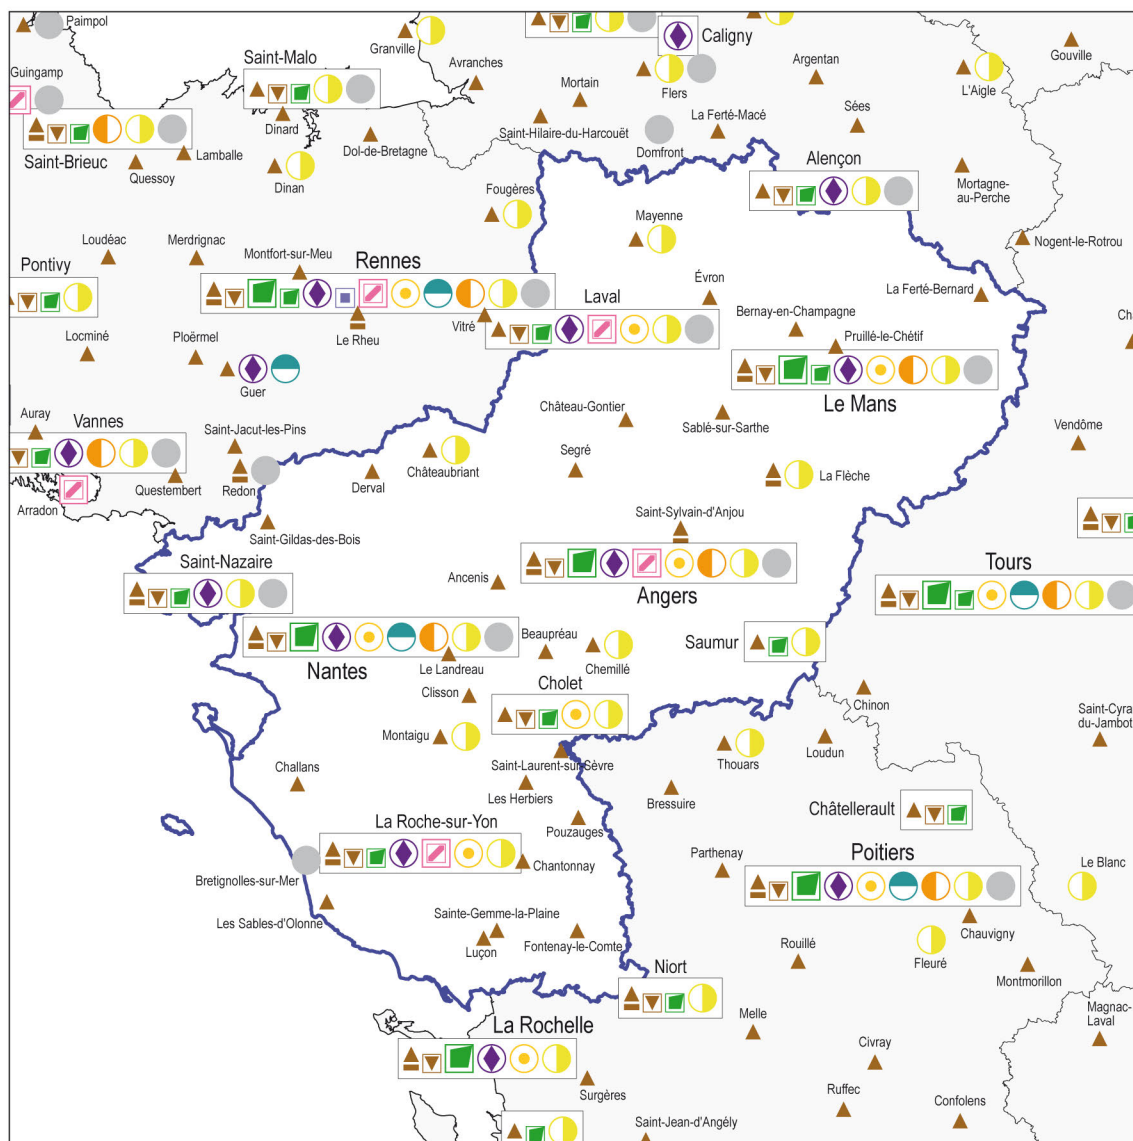 Paimpol
Granville
Caligny
Gouville
Saint-Malo
Avranches
Argentan
Guingamp
Mortain
Flers
L'Aigle
Dinard
Saint-Hilaire-du-Harcouët
La Ferté-Macé
Sées
Saint-Brieuc
Lamballe
Dol-de-Bretagne
Domfront
Alençon
Quessoy
Dinan
Mortagne-
au-Perche
Fougères
Mayenne
Loudéac
Merdrignac
Nogent-le-Rotrou
Pontivy
Montfort-sur-Meu
Rennes
Évron
La Ferté-Bernard
Laval
Bernay-en-Champagne
Cha
Locminé
Ploërmel
Le Rheu
Vitré
Pruillé-le-Chétif
Guer
Le Mans
Auray
Vannes
Château-Gontier
Sablé-sur-Sarthe
Saint-Jacut-les-Pins
Vendôme
Segré
Châteaubriant
La Flèche
Questembert
Redon
Derval
Arradon
Saint-Sylvain-d'Anjou
Saint-Gildas-des-Bois
Saint-Nazaire
Tours
Ancenis
Angers
Beaupréau
Saumur
Nantes
Le Landreau
Chemillé
Clisson
Cholet
Chinon
Saint-Cyra
du-Jambot
Montaigu
Thouars
Loudun
Saint-Laurent-sur-Sèvre
Challans
Les Herbiers
Bressuire
Châtellerault
La Roche-sur-Yon
Pouzauges
Poitiers
Chantonnay
Parthenay
Le Blanc
Bretignolles-sur-Mer
Les Sables-d'Olonne
Sainte-Gemme-la-Plaine
Chauvigny
Luçon
Fontenay-le-Comte
Rouillé
Fleuré
Niort
Montmorillon
La Rochelle
Melle
Magnac-
Laval
Civray
Surgères
Ruffec
Confolens
Saint-Jean-d'Angély